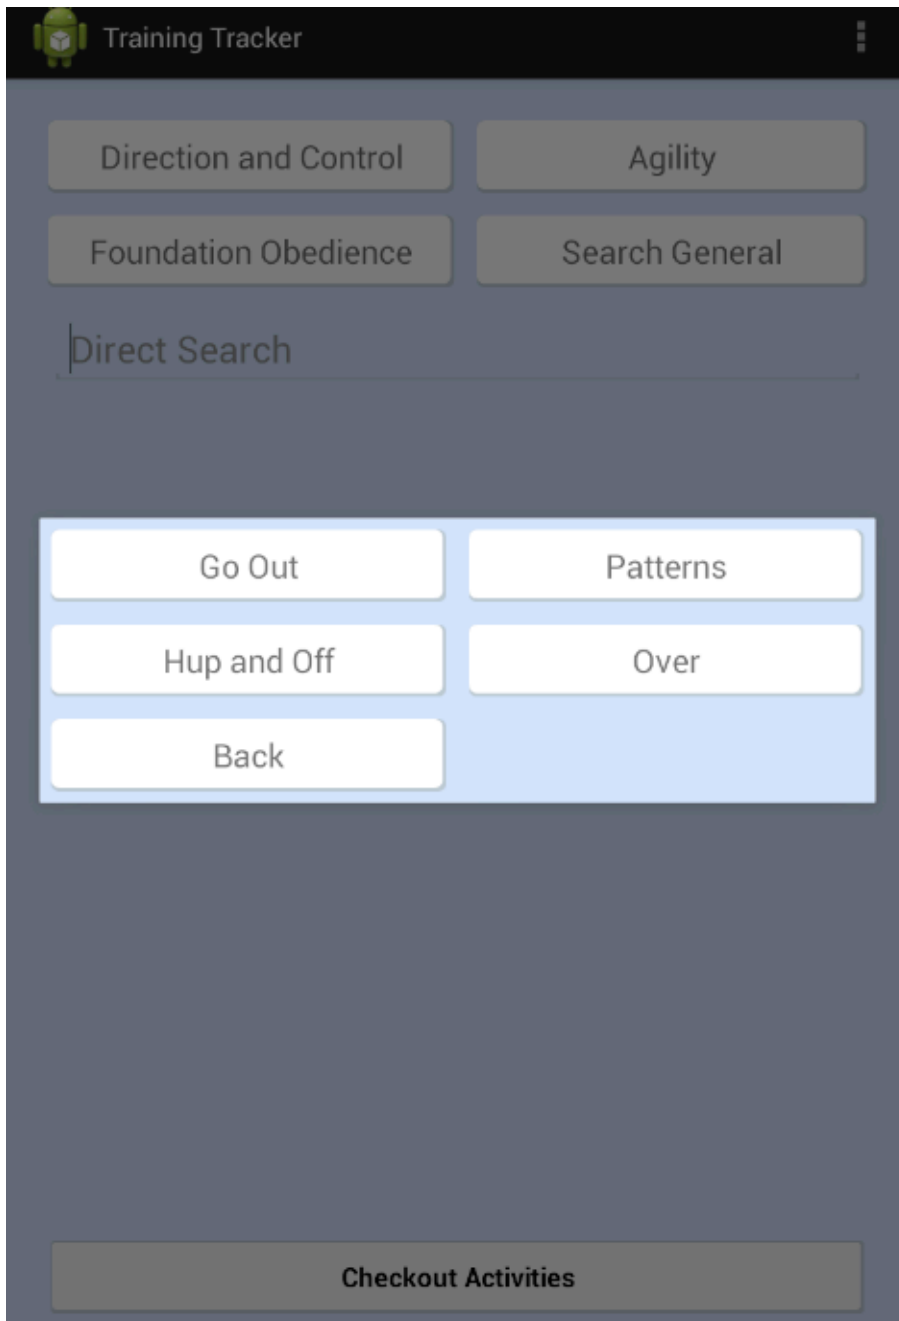 Training Tracker
Direction and Control
Agility
Foundation Obedience
Search General
Direct Search
Go Out
Patterns
Hup and Off
Over
Back
Checkout Activities